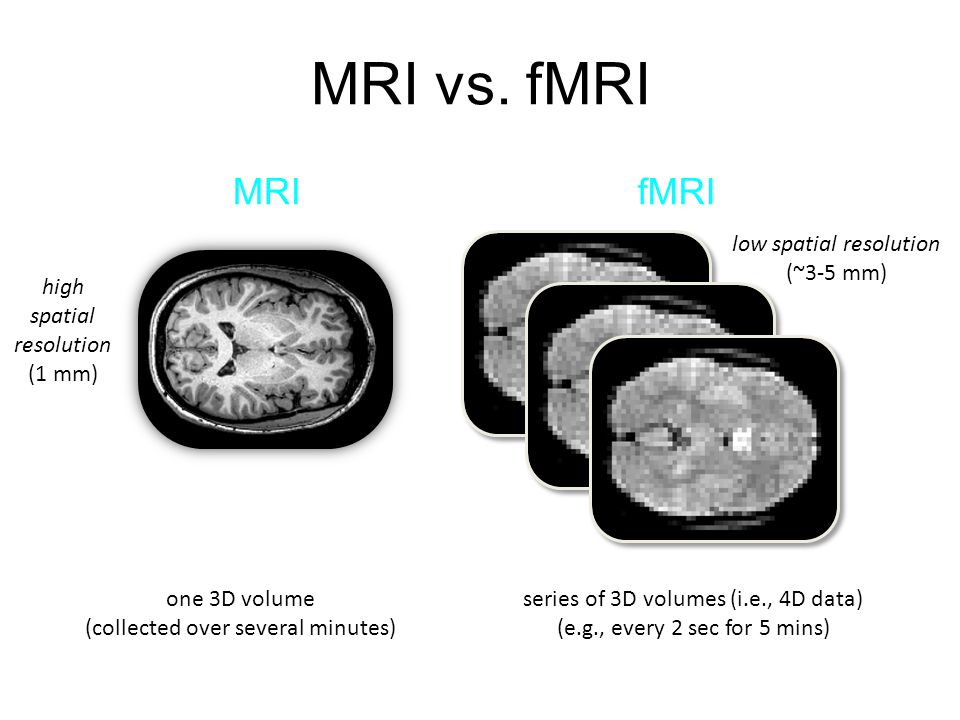 MRI vs. fMRI
MRI
fMRI
high
spatial
resolution
(1 mm)
low spatial resolution
(~3-5 mm)
one 3D volume
(collected over several minutes)
series of 3D volumes (i.e., 4D data)
(e.g., every 2 sec for 5 mins)